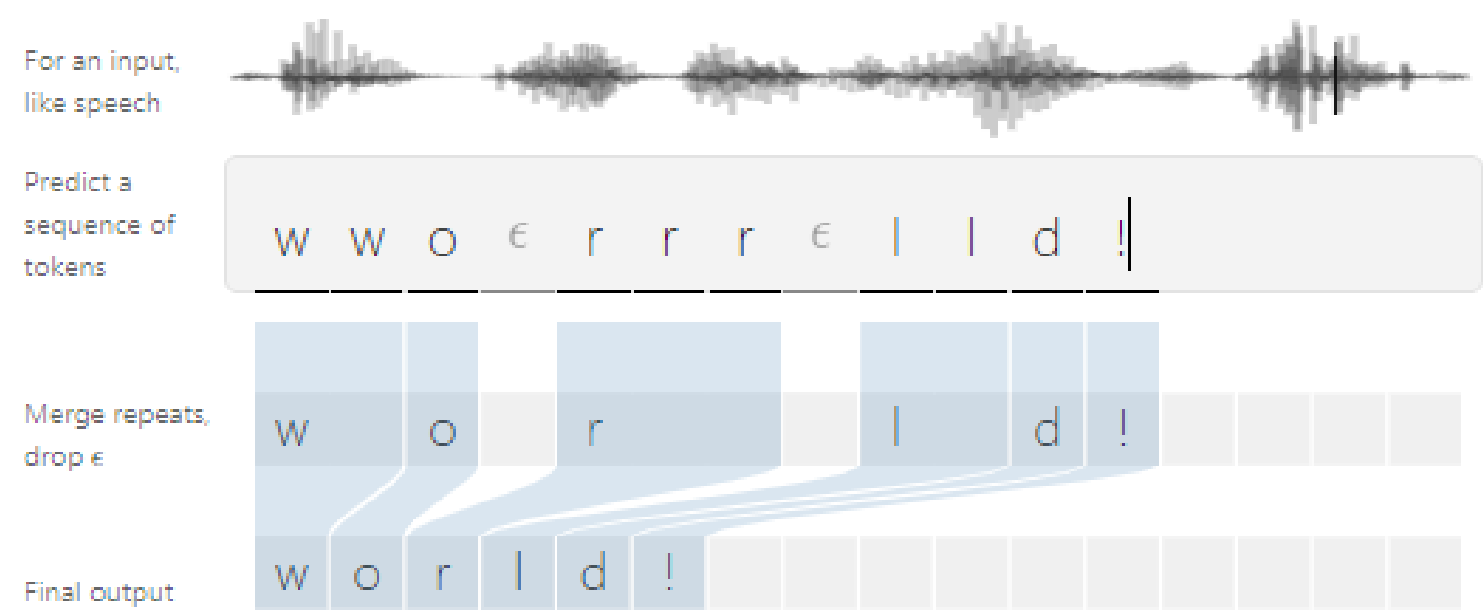 For an input,
like speech
Predict a
sequence of
tokens
w w o ϵ r r r ϵ l l d !
Merge repeats,
drop ϵ
w o r l d !
Final output
w o r l d !